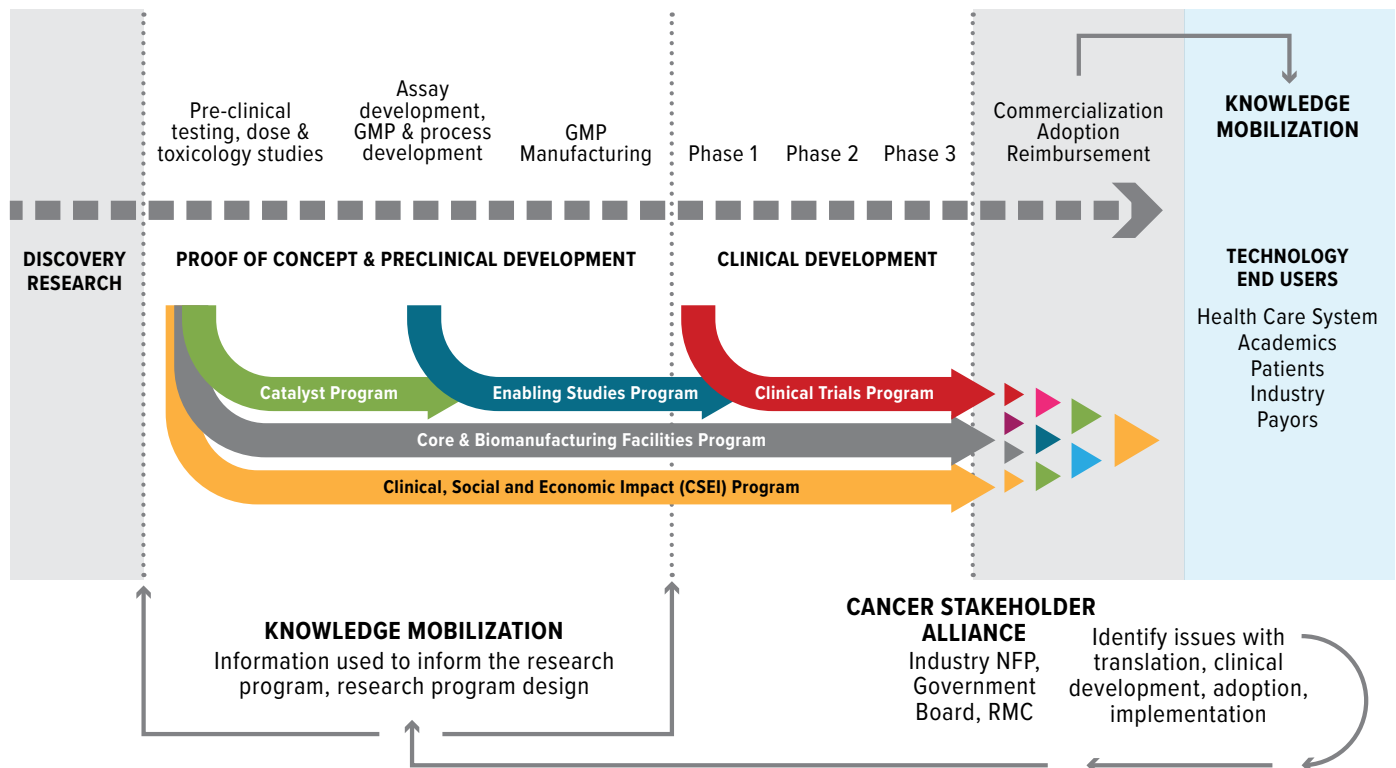 Pre-clinical
testing, dose &
toxicology studies
Assay
development,
GMP & process
development
GMP
Manufacturing
Phase 1
Phase 2
Phase 3
Commercialization
Adoption
Reimbursement
KNOWLEDGE
MOBILIZATION
DISCOVERY
RESEARCH
PROOF OF CONCEPT & PRECLINICAL DEVELOPMENT
CLINICAL DEVELOPMENT
TECHNOLOGY
END USERS
Health Care System
Academics
Patients
Industry
Payors
Catalyst Program
Enabling Studies Program
Clinical Trials Program
Core & Biomanufacturing Facilities Program
Clinical, Social and Economic Impact (CSEI) Program
KNOWLEDGE MOBILIZATION
Information used to inform the research
program, research program design
CANCER STAKEHOLDER
ALLIANCE
Industry NFP,
Government
Board, RMC
Identify issues with
translation, clinical
development, adoption,
implementation